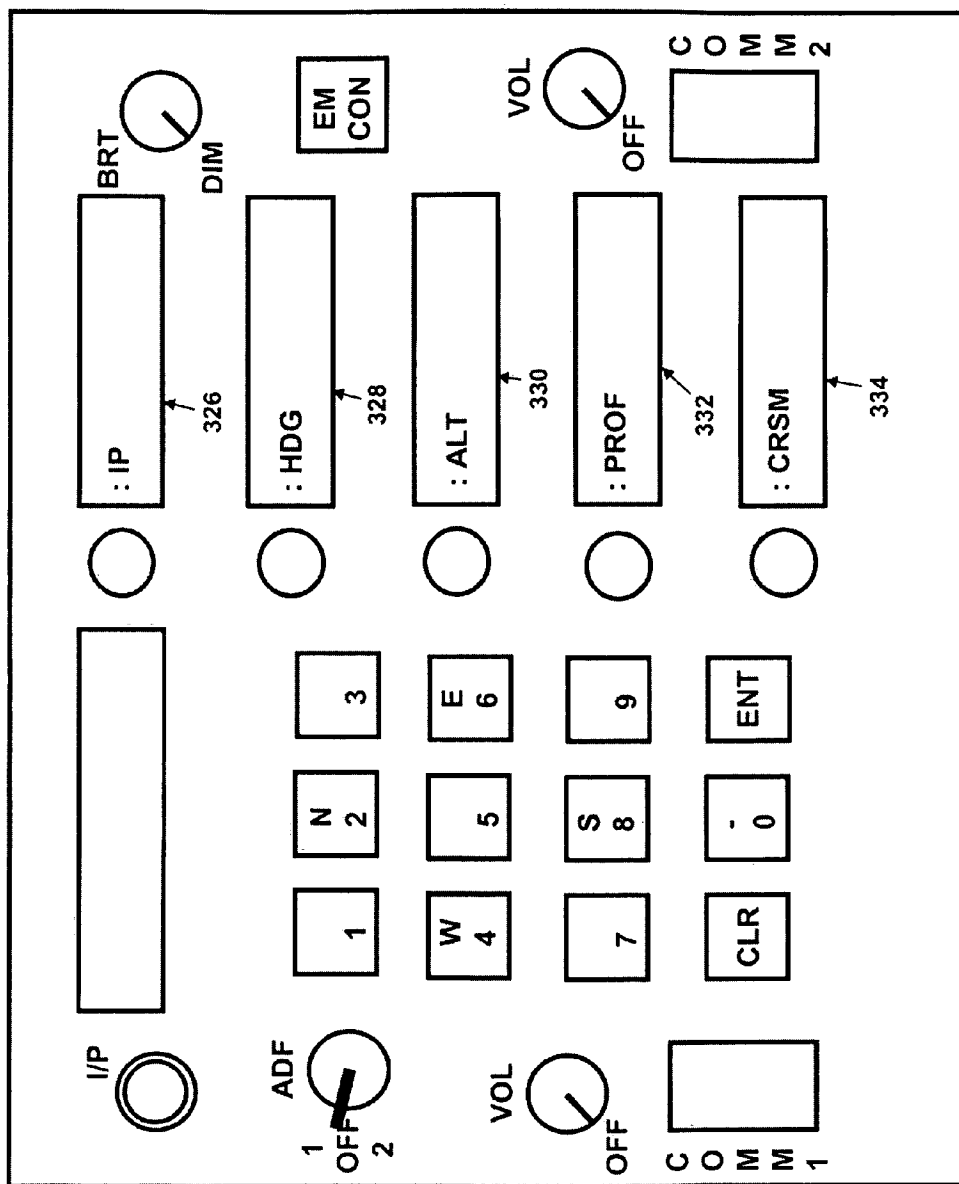 I/P
ADF
1
OFF
2
VOL
OFF
COMM 1
1
N
2
3
W
4
5
E
6
7
S
8
9
CLR
-
0
ENT
: IP
326
: HDG
328
: ALT
330
: PROF
332
: CRSM
334
BRT
DIM
EM
CON
VOL
OFF
COMM 2